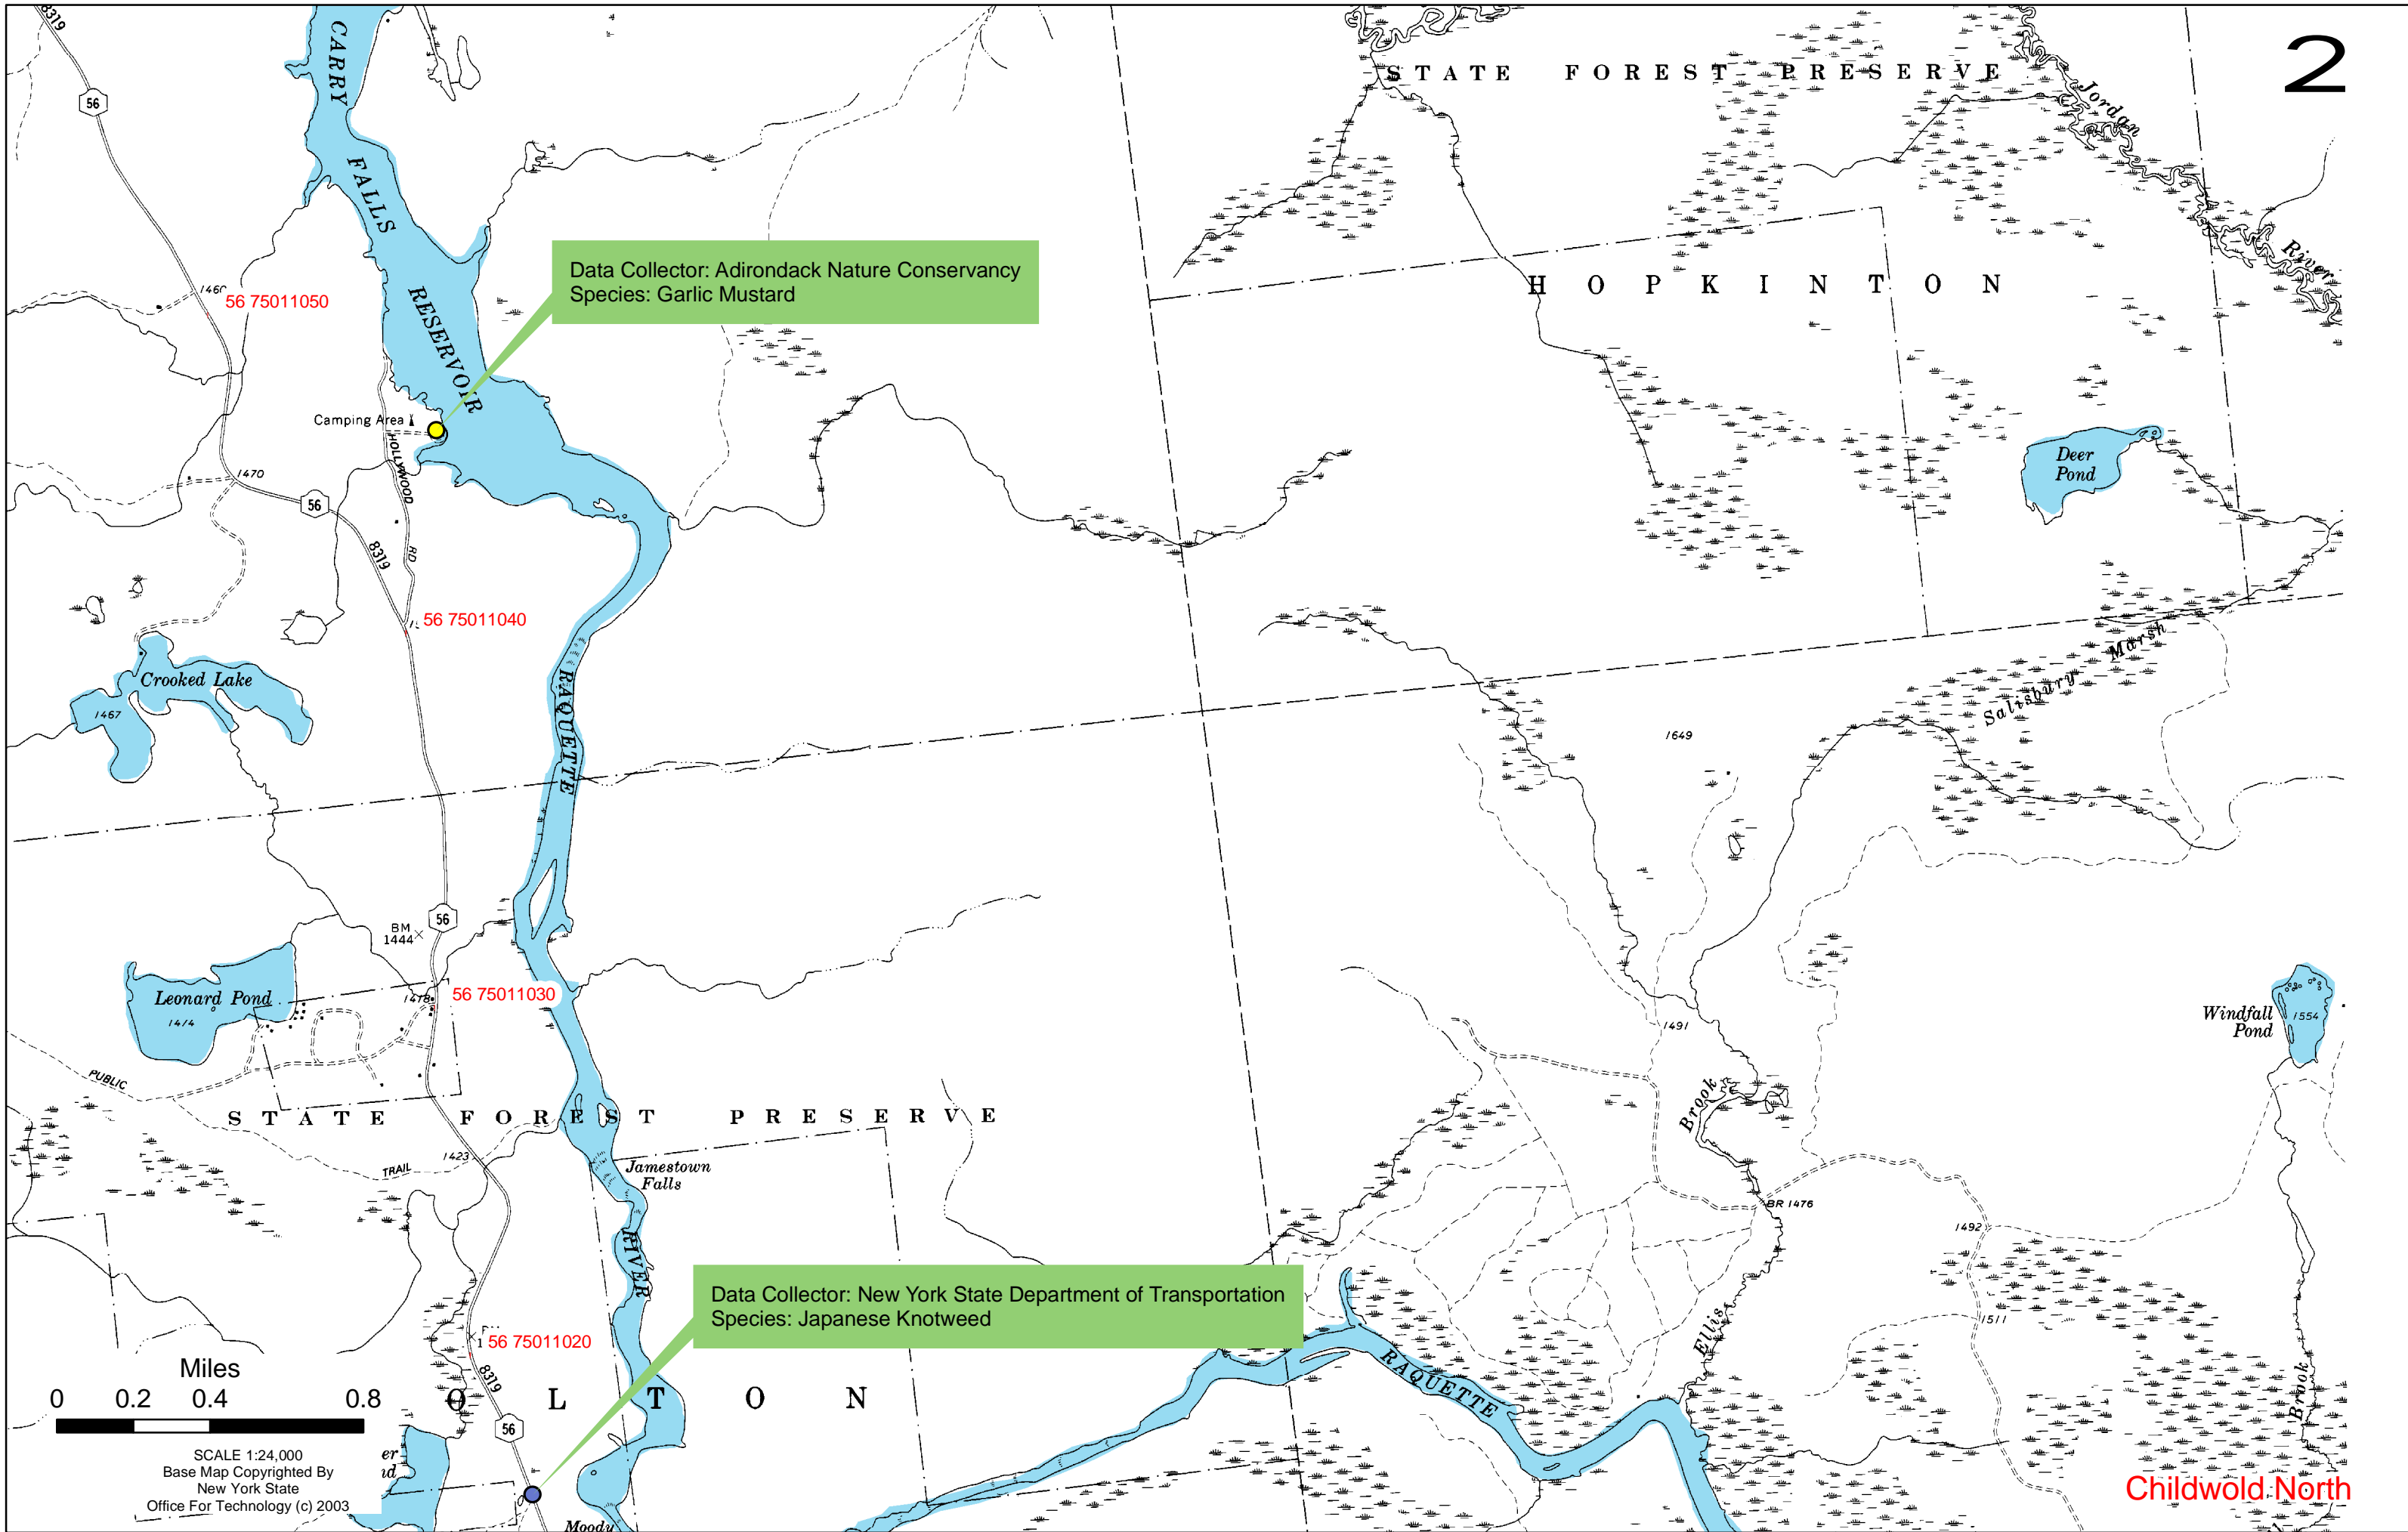 8319
CARRY
FALLS
RESERVOIR
STATE FOREST PRESERVE
2
Jordan
River
56
Data Collector: Adirondack Nature Conservancy
Species: Garlic Mustard
HOPKINTON
56 75011050
Camping Area
HOLLYWOOD
RD
1470
56
8319
Deer
Pond
56 75011040
Crooked Lake
1467
RAQUETTE
Salisbury Marsh
1649
56
BM
1444
Leonard Pond
1414
1418
56 75011030
Windfall
Pond
1554
1491
PUBLIC
STATE FOREST PRESERVE
Brook
TRAIL
1423
Jamestown
Falls
BR 1476
1492
RIVER
Data Collector: New York State Department of Transportation
Species: Japanese Knotweed
56 75011020
1511
Ellis
8319
RAQUETTE
Brook
Miles
0 0.2 0.4 0.8
OLTON
56
SCALE 1:24,000
Base Map Copyrighted By
New York State
Office For Technology (c) 2003
er
Moody
Childwold North